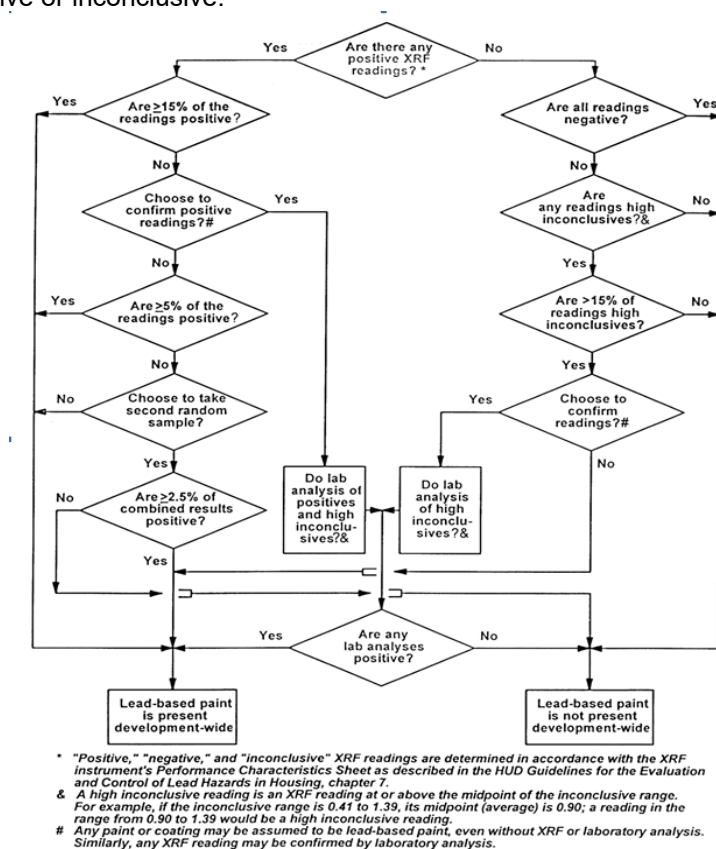 ive or inconclusive.
Are there any
positive XRF
readings? *
Yes
No
Yes
Are ≥15% of the
readings positive?
Are all readings
negative?
Yes
No
No
Choose to
confirm positive
readings?#
Yes
Are
any readings high
inconclusives?&
No
No
Yes
Yes
Are ≥5% of the
readings positive?
Are >15% of
readings high
inconclusives?
No
No
Yes
No
Choose to take
second random
sample?
Yes
Choose to
confirm
readings?#
Yes
No
No
Are ≥2.5% of
combined results
positive?
Do lab
analysis of
positives
and high
inconclu-
sives?&
Do lab
analysis
of high
inconclu-
sives?&
Yes
Yes
Are any
lab analyses
positive?
No
Lead-based paint
is present
development-wide
Lead-based paint
is not present
development-wide
* "Positive," "negative," and "inconclusive" XRF readings are determined in accordance with the XRF
instrument's Performance Characteristics Sheet as described in the HUD Guidelines for the Evaluation
and Control of Lead Hazards in Housing, chapter 7.
& A high inconclusive reading is an XRF reading at or above the midpoint of the inconclusive range.
For example, if the inconclusive range is 0.41 to 1.39, its midpoint (average) is 0.90; a reading in the
range from 0.90 to 1.39 would be a high inconclusive reading.
# Any paint or coating may be assumed to be lead-based paint, even without XRF or laboratory analysis.
Similarly, any XRF reading may be confirmed by laboratory analysis.